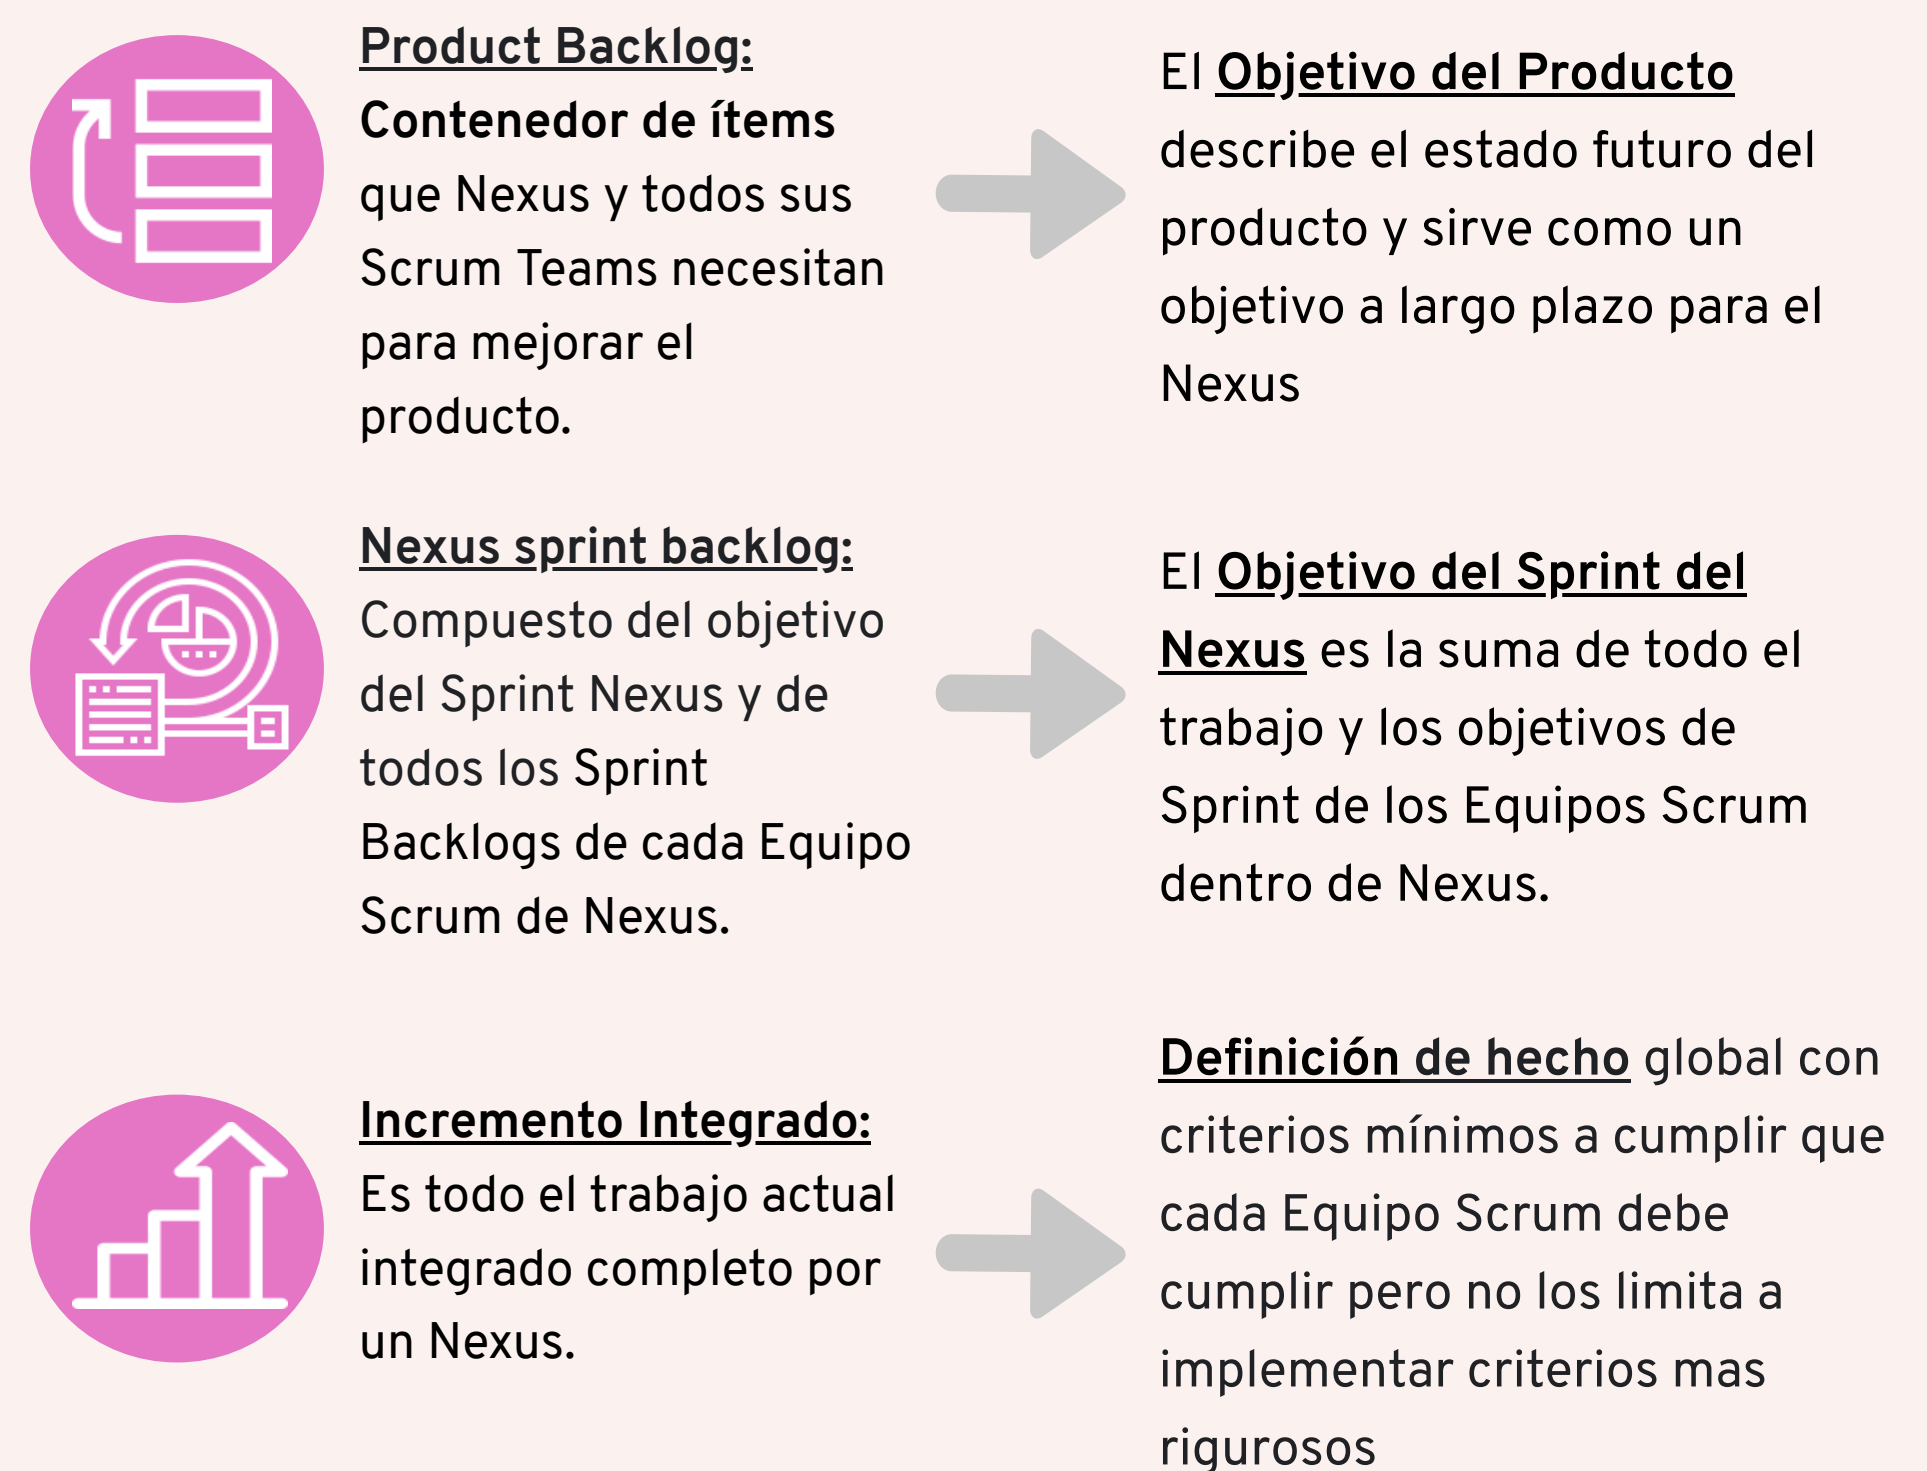 Product Backlog:
Contenedor de ítems
que Nexus y todos sus
Scrum Teams necesitan
para mejorar el
producto.
El Objetivo del Producto
describe el estado futuro del
producto y sirve como un
objetivo a largo plazo para el
Nexus
Nexus sprint backlog:
Compuesto del objetivo
del Sprint Nexus y de
todos los Sprint
Backlogs de cada Equipo
Scrum de Nexus.
El Objetivo del Sprint del
Nexus es la suma de todo el
trabajo y los objetivos de
Sprint de los Equipos Scrum
dentro de Nexus.
Incremento Integrado:
Es todo el trabajo actual
integrado completo por
un Nexus.
Definición de hecho global con
criterios mínimos a cumplir que
cada Equipo Scrum debe
cumplir pero no los limita a
implementar criterios mas
rigurosos